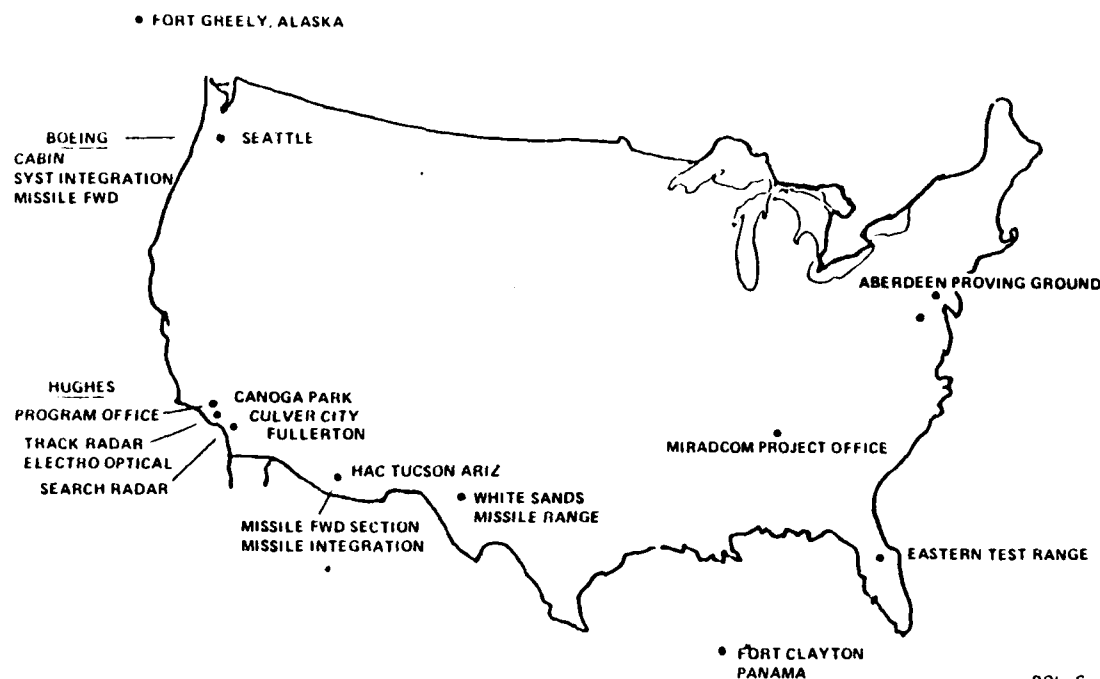 FORT GREELY, ALASKA
BOEING
SEATTLE
CABIN
SYST INTEGRATION
MISSILE FWD
ABERDEEN PROVING GROUND
HUGHES
PROGRAM OFFICE
TRACK RADAR
ELECTRO OPTICAL
SEARCH RADAR
CANOGA PARK
CULVER CITY
FULLERTON
MIRADCOM PROJECT OFFICE
HAC TUCSON ARIZ
WHITE SANDS
MISSILE RANGE
MISSILE FWD SECTION
MISSILE INTEGRATION
EASTERN TEST RANGE
FORT CLAYTON
PANAMA